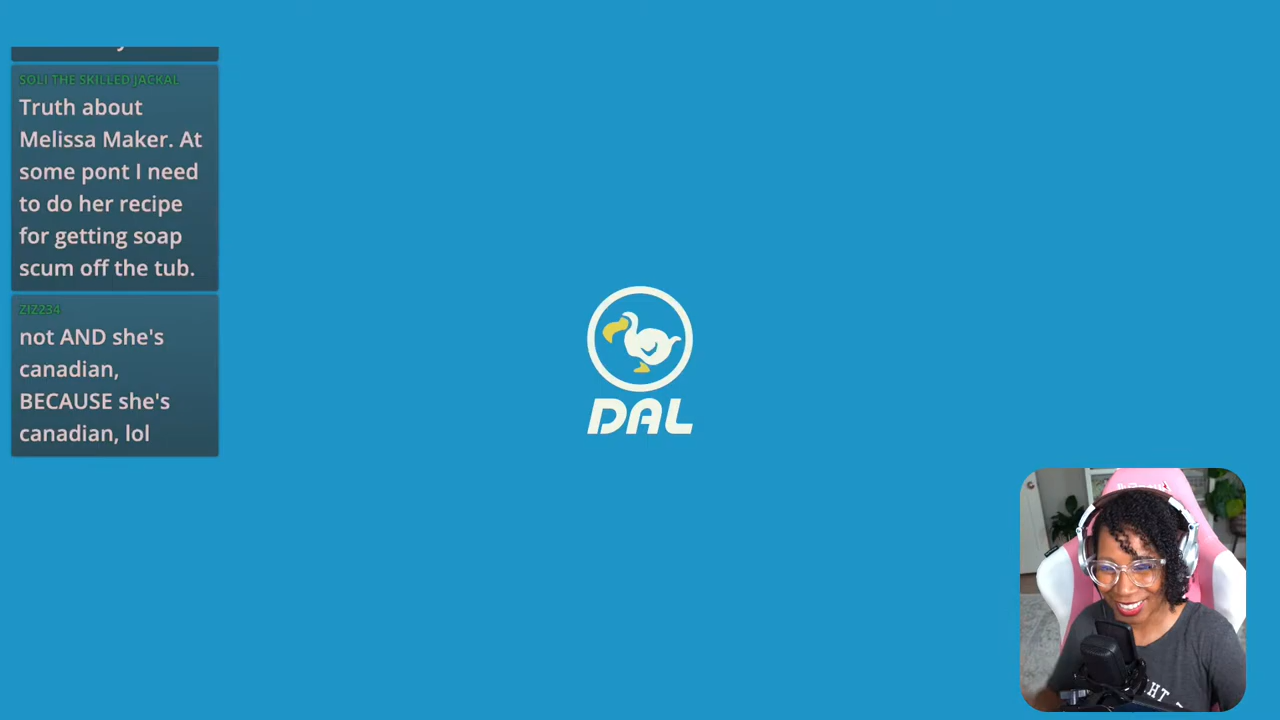 SOLI THE SKILLED JACKAL
Truth about
Melissa Maker. At
some pont I need
to do her recipe
for getting soap
scum off the tub.
ZIZ234
not AND she's
canadian,
BECAUSE she's
canadian, lol
DAL